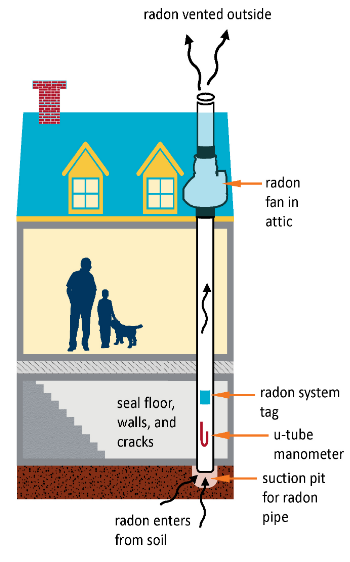 radon vented outside
radon
fan in
attic
radon system
tag
seal floor,
walls, and
cracks
u-tube
manometer
suction pit
for radon
pipe
radon enters
from soil